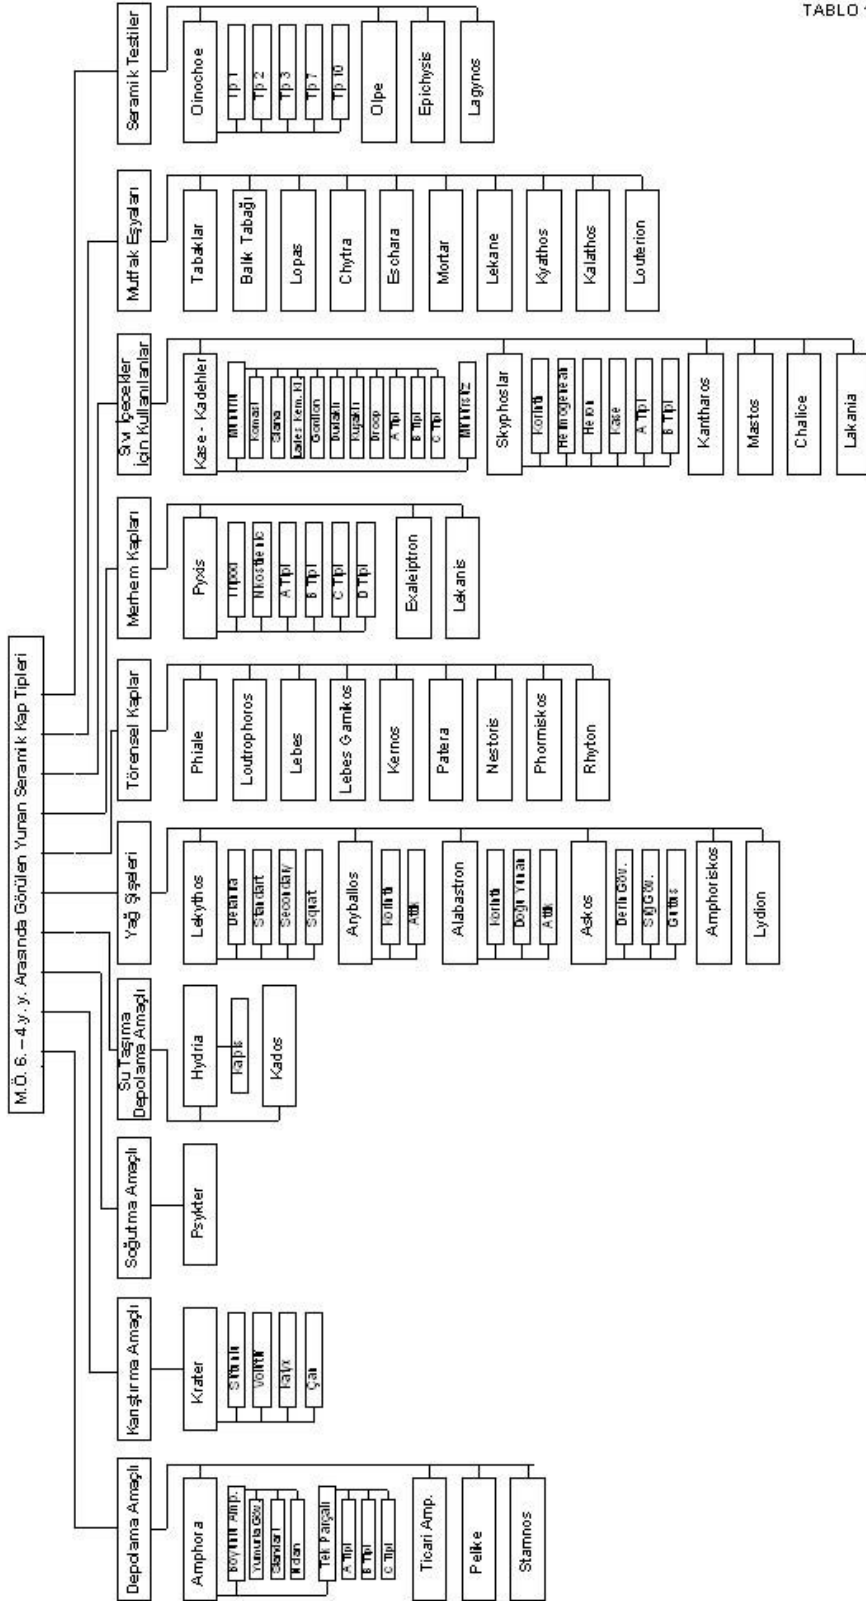 TABLO
M.Ö. 6. – 4.y.y. Arasında Görülen Yunan Seramik Kap Tipleri
Depolama Amaçlı
Amphora
Boyunlu Amp.
Yumurta Göv.
Standart
Nolan
Tek Parçalı
A Tipi
B Tipi
C Tipi
Ticari Amp.
Pelike
Stamnos
Karıştırma Amaçlı
Krater
Sütunlu
Volütlü
Kalyx
Çan
Soğutma Amaçlı
Psykter
Su Taşıma
Depolama Amaçlı
Hydria
Kalpis
Kados
Yağ Şişeleri
Lekythos
Deianira
Standart
Secondary
Squat
Aryballos
Korinth
Attik
Alabastron
Korinth
Doğu Yunan
Attik
Askos
Derin Göv.
Sığ Göv.
Guttus
Amphoriskos
Lydion
Törensel Kaplar
Phiale
Loutrophoros
Lebes
Lebes Gamikos
Kernos
Patera
Nestoris
Phormiskos
Rhyton
Merhem Kapları
Pyxis
Tripod
Nikosthenic
A Tipi
B Tipi
C Tipi
D Tipi
Exaleiptron
Lekanis
Sıvı İçecekler
İçin Kullanılanlar
Kase - Kadehler
Komast
Siana
Gordion
Dudaklı
Kuşaklı
Droop
A Tipi
B Tipi
C Tipi
Skyphoslar
Korinth
Hermogenean
Heron
Kase
A Tipi
B Tipi
Kantharos
Mastos
Chalice
Lakania
Mutfak Eşyaları
Tabaklar
Balık Tabağı
Lopas
Chytra
Eschara
Mortar
Lekane
Kyathos
Kalathos
Louterion
Seramik Testiler
Oinochoe
Tip 1
Tip 2
Tip 3
Tip 7
Tip 10
Olpe
Epichysis
Lagynos